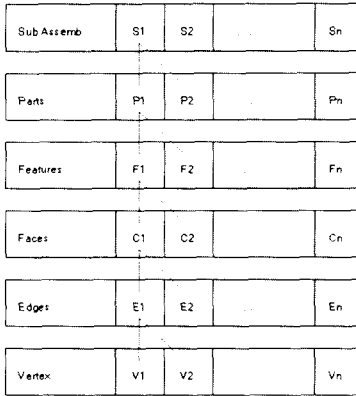 Sub Assemb S1 S2 Sn
Parts P1 P2 Pn
Features F1 F2 Fn
Faces C1 C2 Cn
Edges E1 E2 En
Vertex V1 V2 Vn